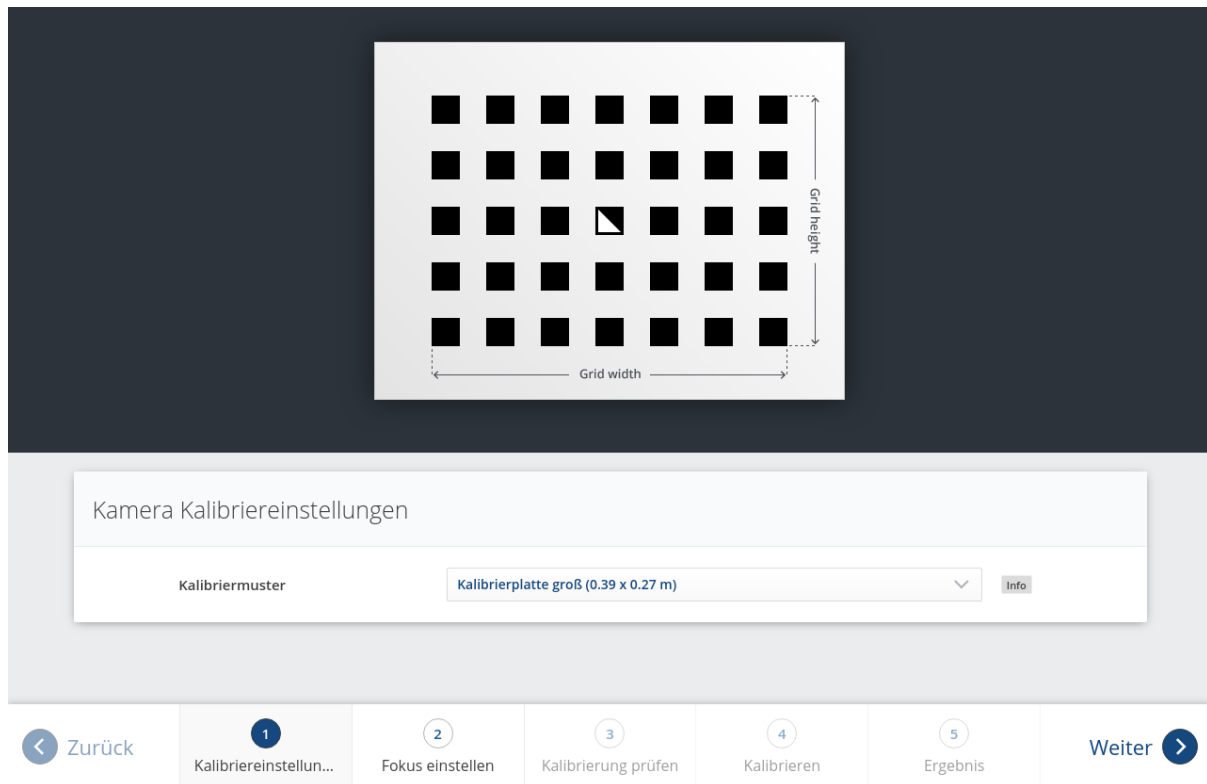 Grid height
Grid width
Kamera Kalibriereinstellungen
Kalibriermuster
Kalibrierplatte groß (0.39 x 0.27 m)
Info
Zurück
1
Kalibriereinstellun...
2
Fokus einstellen
3
Kalibrierung prüfen
4
Kalibrieren
5
Ergebnis
Weiter